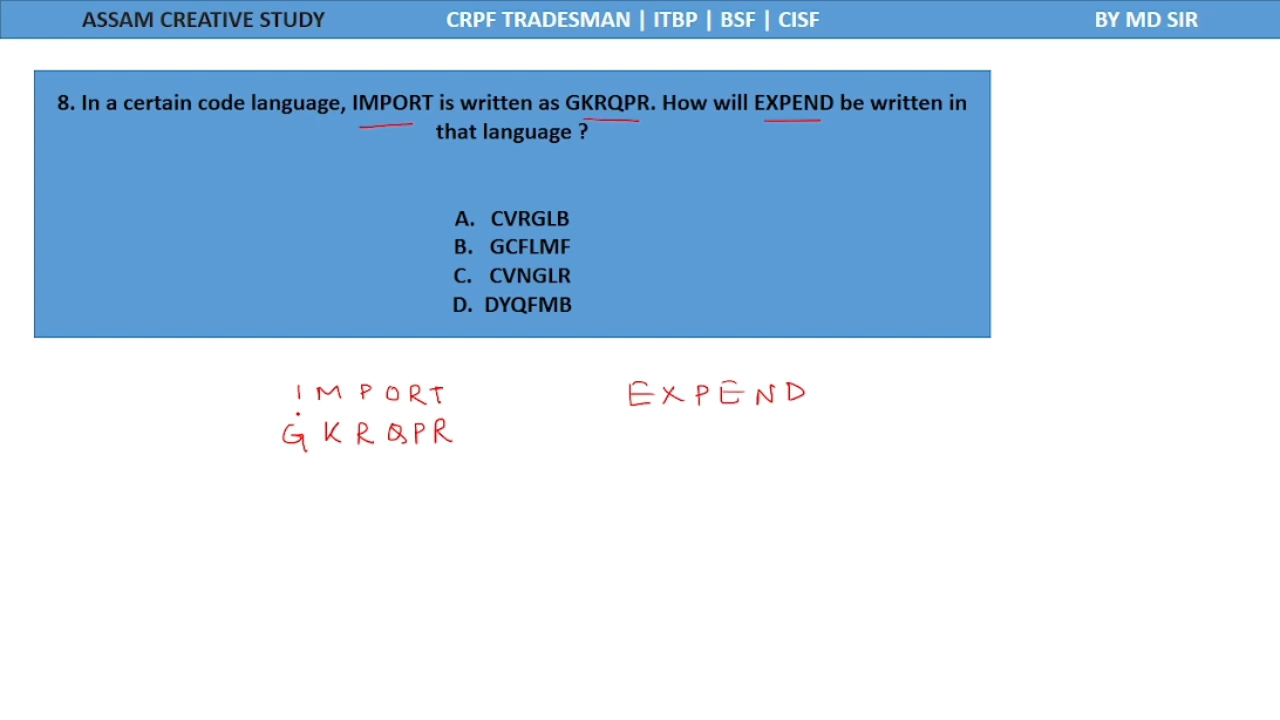 ASSAM CREATIVE STUDY CRPF TRADESMAN | ITBP | BSF | CISF BY MD SIR
8. In a certain code language, IMPORT is written as GKRQPR. How will EXPEND be written in
that language ?
A. CVRGLB
B. GCFLMF
C. CVNGLR
D. DYQFMB
IMPORT EXPEND
GKRQPR